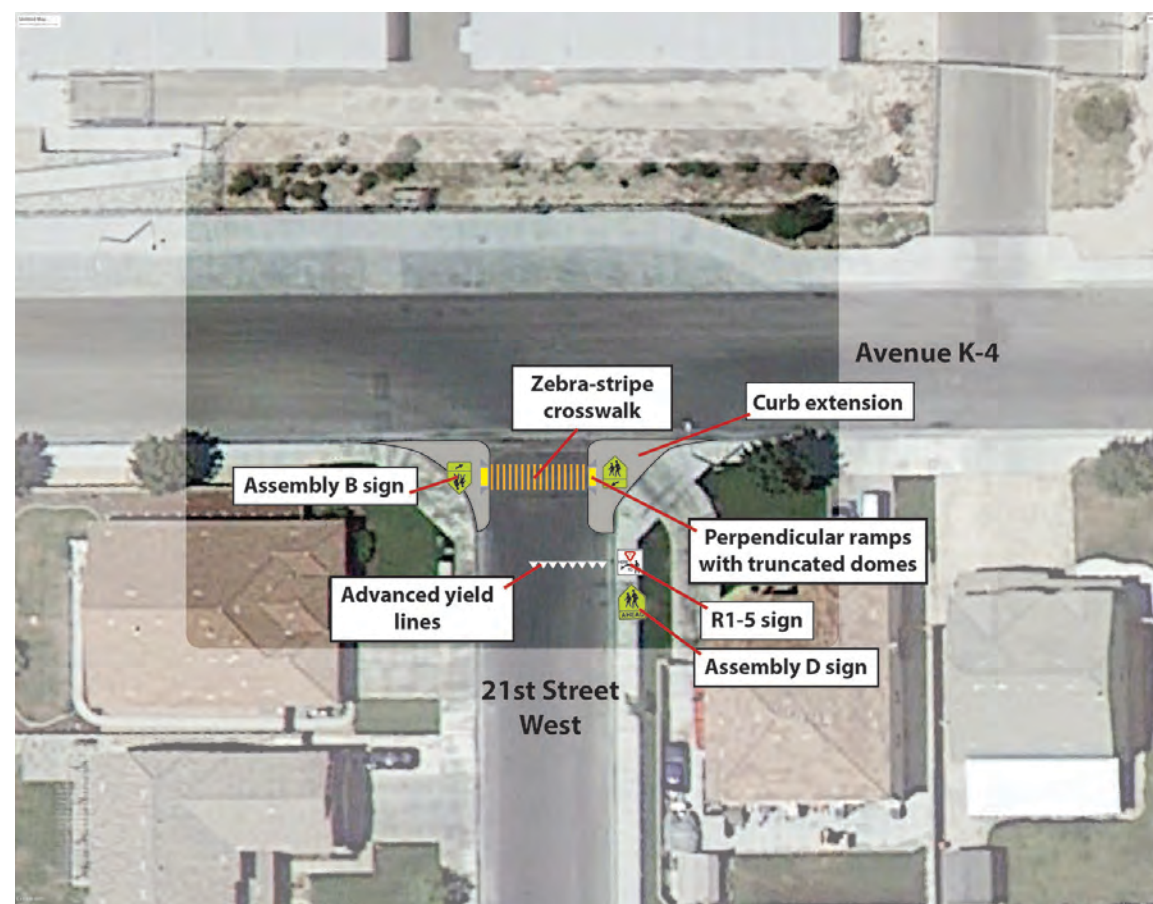 Avenue K-4
Zebra-stripe
crosswalk
Curb extension
Assembly B sign
Perpendicular ramps
with truncated domes
Advanced yield
lines
R1-5 sign
Assembly D sign
21st Street
West
AHEAD